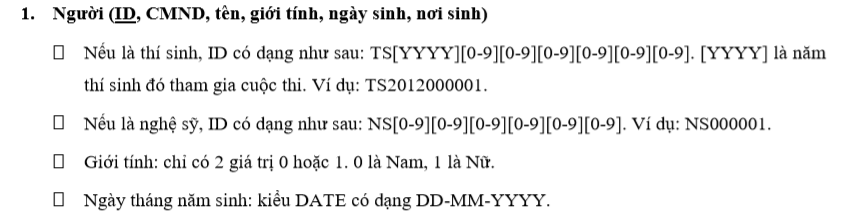 1. Người (ID, CMND, tên, giới tính, ngày sinh, nơi sinh)
Nếu là thí sinh, ID có dạng như sau: TS[YYYY][0-9][0-9][0-9][0-9][0-9][0-9]. [YYYY] là năm
thí sinh đó tham gia cuộc thi. Ví dụ: TS2012000001.
Nếu là nghệ sỹ, ID có dạng như sau: NS[0-9][0-9][0-9][0-9][0-9][0-9]. Ví dụ: NS000001.
Giới tính: chỉ có 2 giá trị 0 hoặc 1. 0 là Nam, 1 là Nữ.
Ngày tháng năm sinh: kiểu DATE có dạng DD-MM-YYYY.